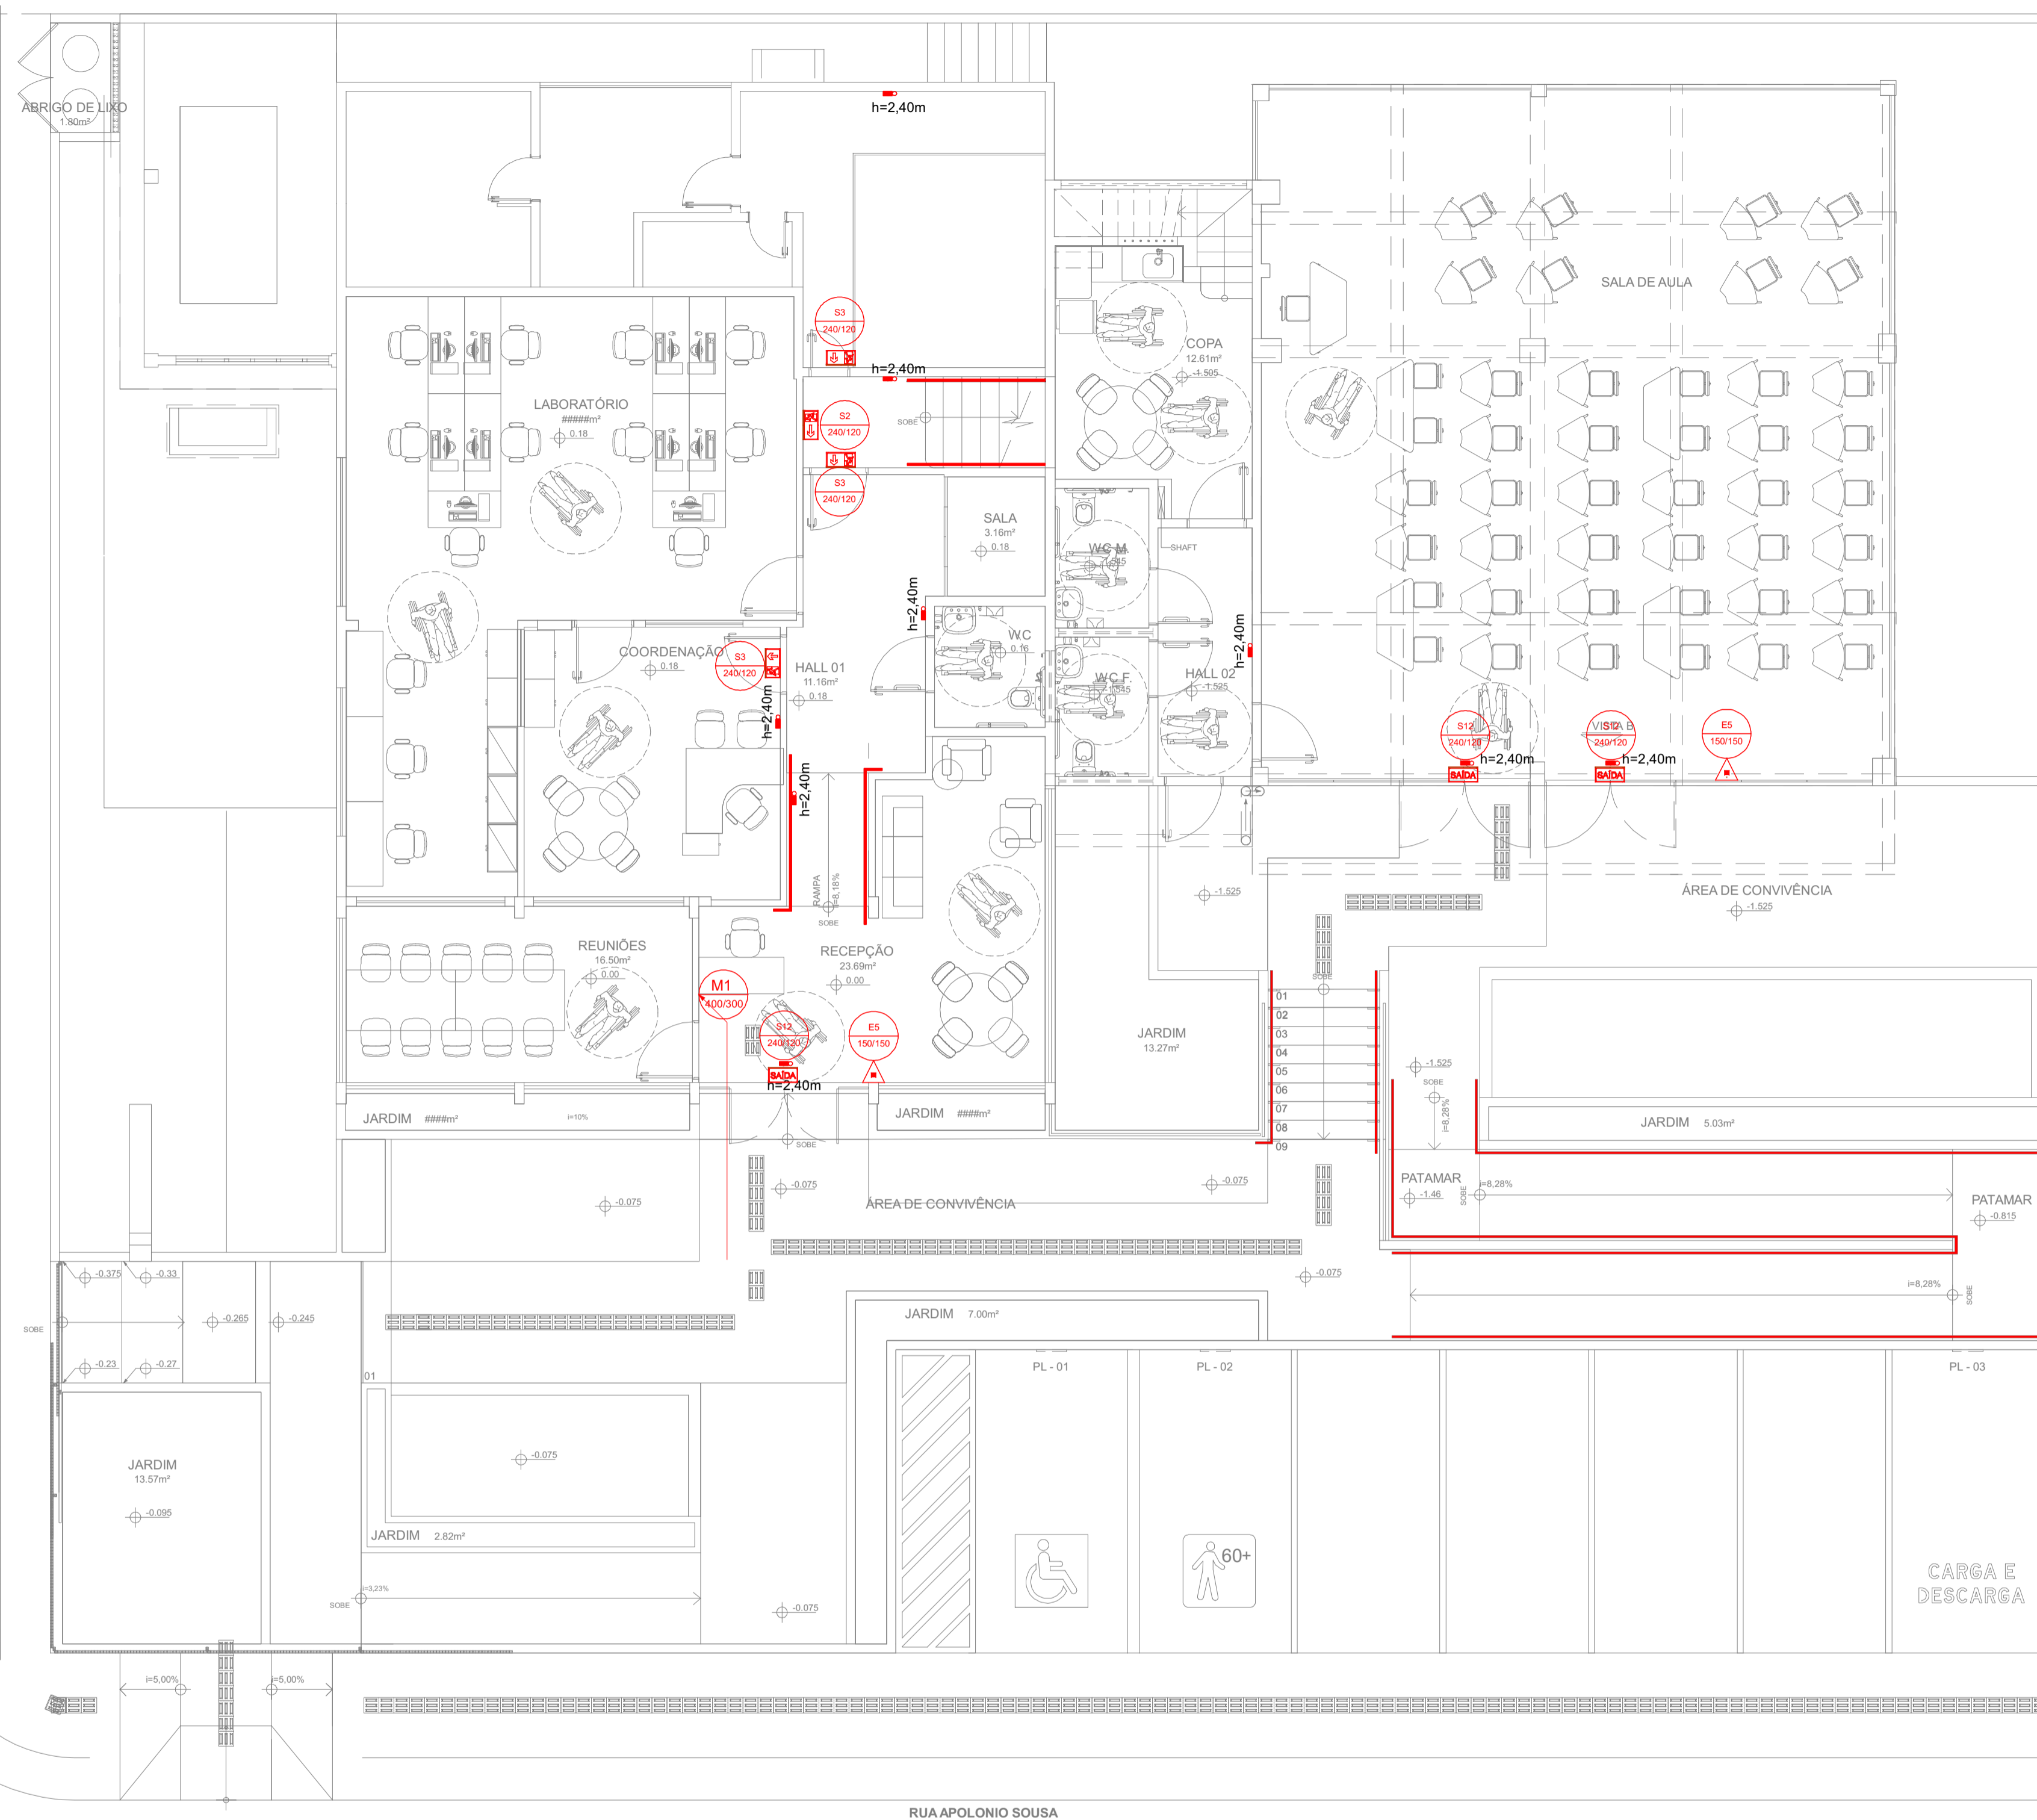 ABRIGO DE LIXO
1.80m²
h=2,40m
S3
240/120
h=2,40m
S2
240/120
SOBE
S3
240/120
LABORATÓRIO
#####m²
0.18
COPA
12.61m²
-1.505
SALA DE AULA
SALA
3.16m²
0.18
WC M.
SHAFT
h=2,40m
WC
0.16
h=2,40m
COORDENAÇÃO
0.18
S3
240/120
h=2,40m
HALL 01
11.16m²
0.18
WC F.
-1.545
HALL 02
-1.525
S12
240/120
h=2,40m
SAÍDA
VISTA B
S12
240/120
h=2,40m
SAÍDA
E5
150/150
h=2,40m
RAMPA
i=8,18%
SOBE
ÁREA DE CONVIVÊNCIA
-1.525
-1.525
REUNIÕES
16.50m²
0.00
RECEPÇÃO
23.69m²
0.00
M1
400/300
S12
240/120
SAÍDA
h=2,40m
E5
150/150
JARDIM
13.27m²
SOBE
01
02
03
04
05
06
07
08
09
-1.525
SOBE
i=8,28%
JARDIM ####m²
i=10%
JARDIM ####m²
SOBE
JARDIM 5.03m²
-0.075
-0.075
-0.075
ÁREA DE CONVIVÊNCIA
PATAMAR
-1.46
SOBE
i=8,28%
PATAMAR
-0.815
-0.375
-0.33
-0.265
-0.245
SOBE
-0.23
-0.27
-0.075
i=8,28%
SOBE
JARDIM 7.00m²
01
PL - 01
PL - 02
PL - 03
JARDIM
13.57m²
-0.095
-0.075
JARDIM 2.82m²
i=3,23%
SOBE
-0.075
60+
CARGA E
DESCARGA
i=5,00%
i=5,00%
RUA APOLONIO SOUSA